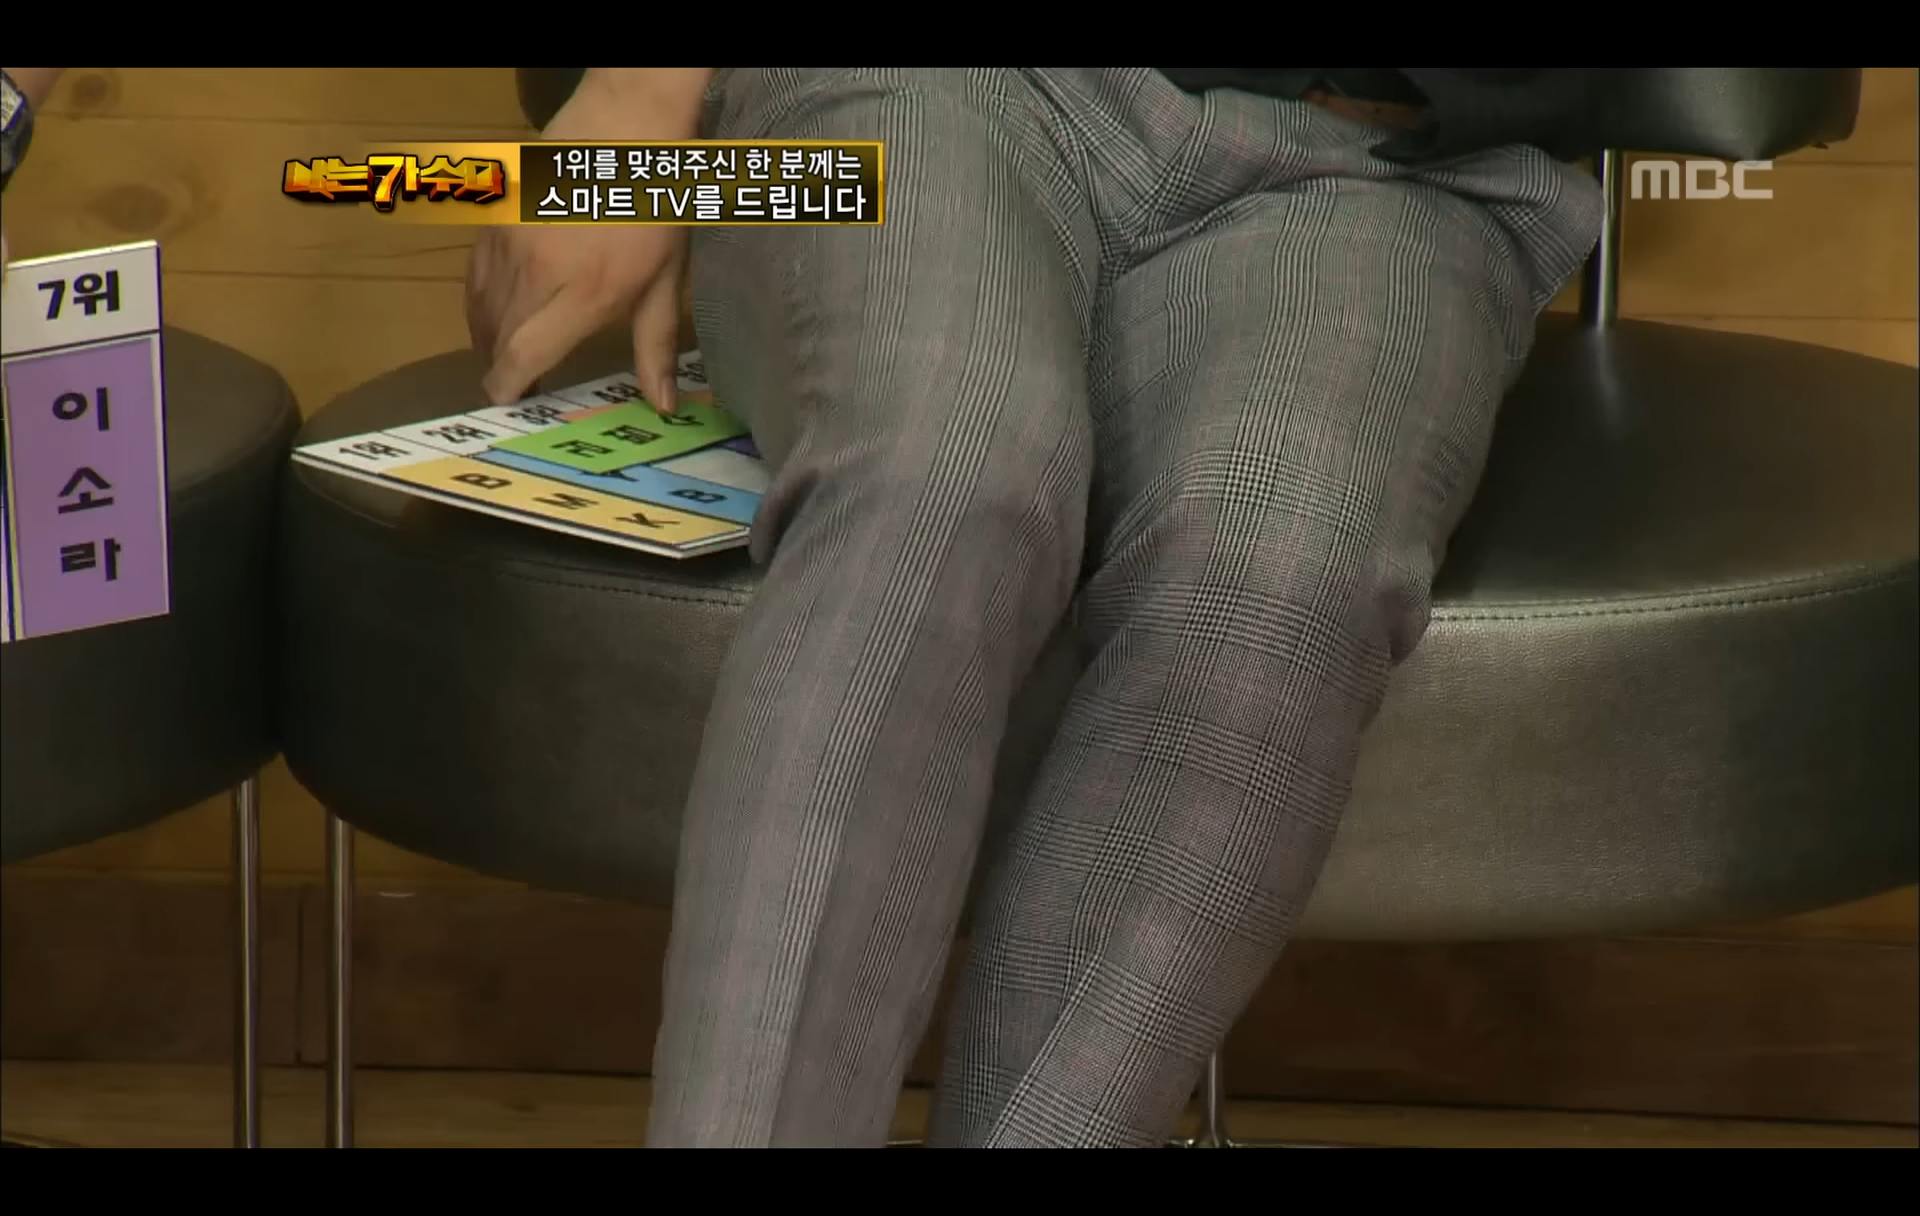 나는 가수다
1위를 맞혀주신 한 분께는
스마트 TV를 드립니다
MBC
7위
이소라
1위
2위
3위
4위
BMK